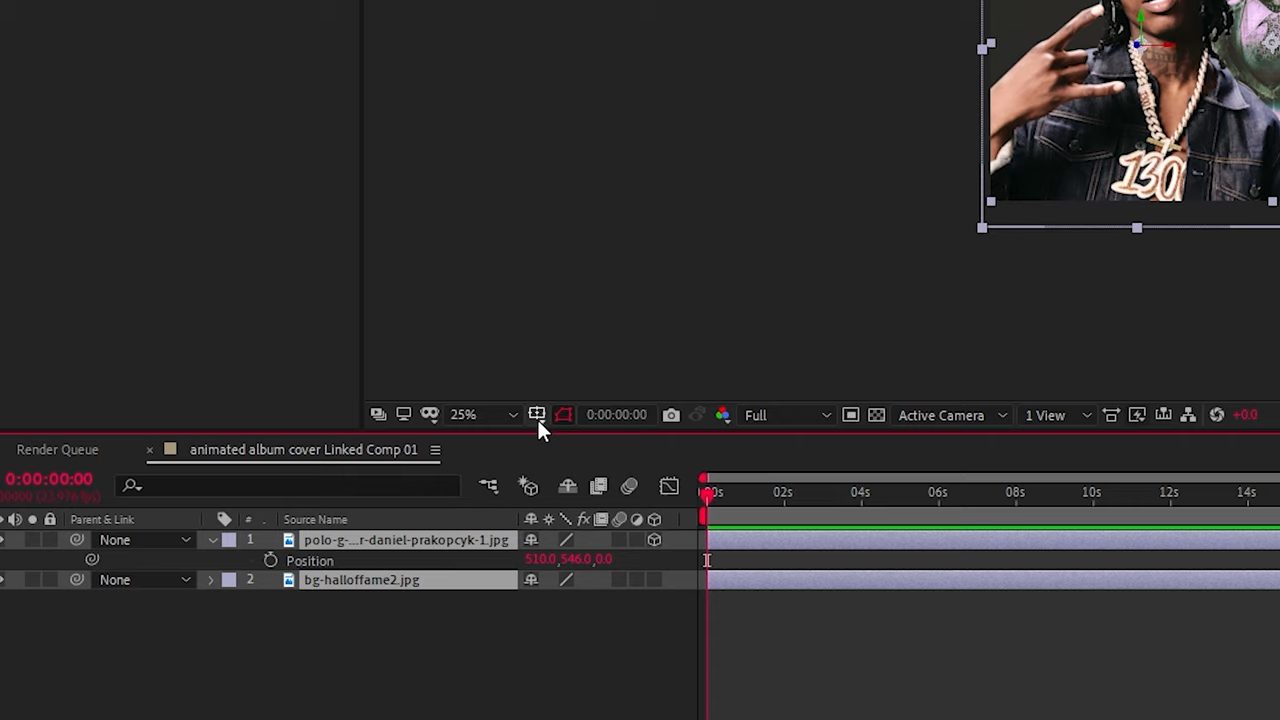 130
25%
0:00:00:00
Full
Active Camera
1 View
+0.0
Render Queue
animated album cover Linked Comp 01
0:00:00:00
02s
04s
06s
08s
10s
12s
14s
Parent & Link
#
Source Name
fx
None
1
polo-g-...r-daniel-prakopcyk-1.jpg
Position
510.0,546.0,0.0
None
2
bg-halloffame2.jpg